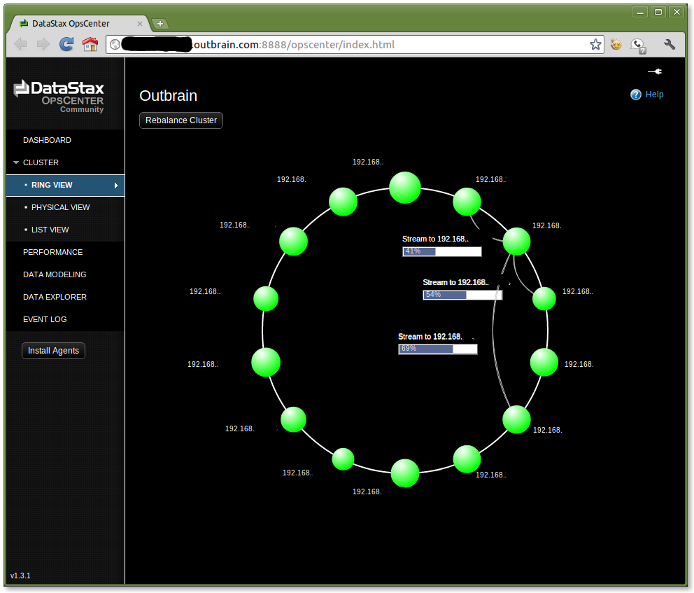 DataStax OpsCenter
.outbrain.com:8888/opscenter/index.html
DataStax
OPSCENTER
Community
DASHBOARD
CLUSTER
RING VIEW
PHYSICAL VIEW
LIST VIEW
PERFORMANCE
DATA MODELING
DATA EXPLORER
EVENT LOG
Install Agents
v1.3.1
Outbrain
Help
Rebalance Cluster
192.168.
192.168.
192.168..
192.168.
192.168.
192.168..
192.168..
192.168..
192.168.
192.168.
192.168.
192.168..
192.168.
192.168..
Stream to 192.168..
41%
Stream to 192.168..
54%
Stream to 192.168.
69%